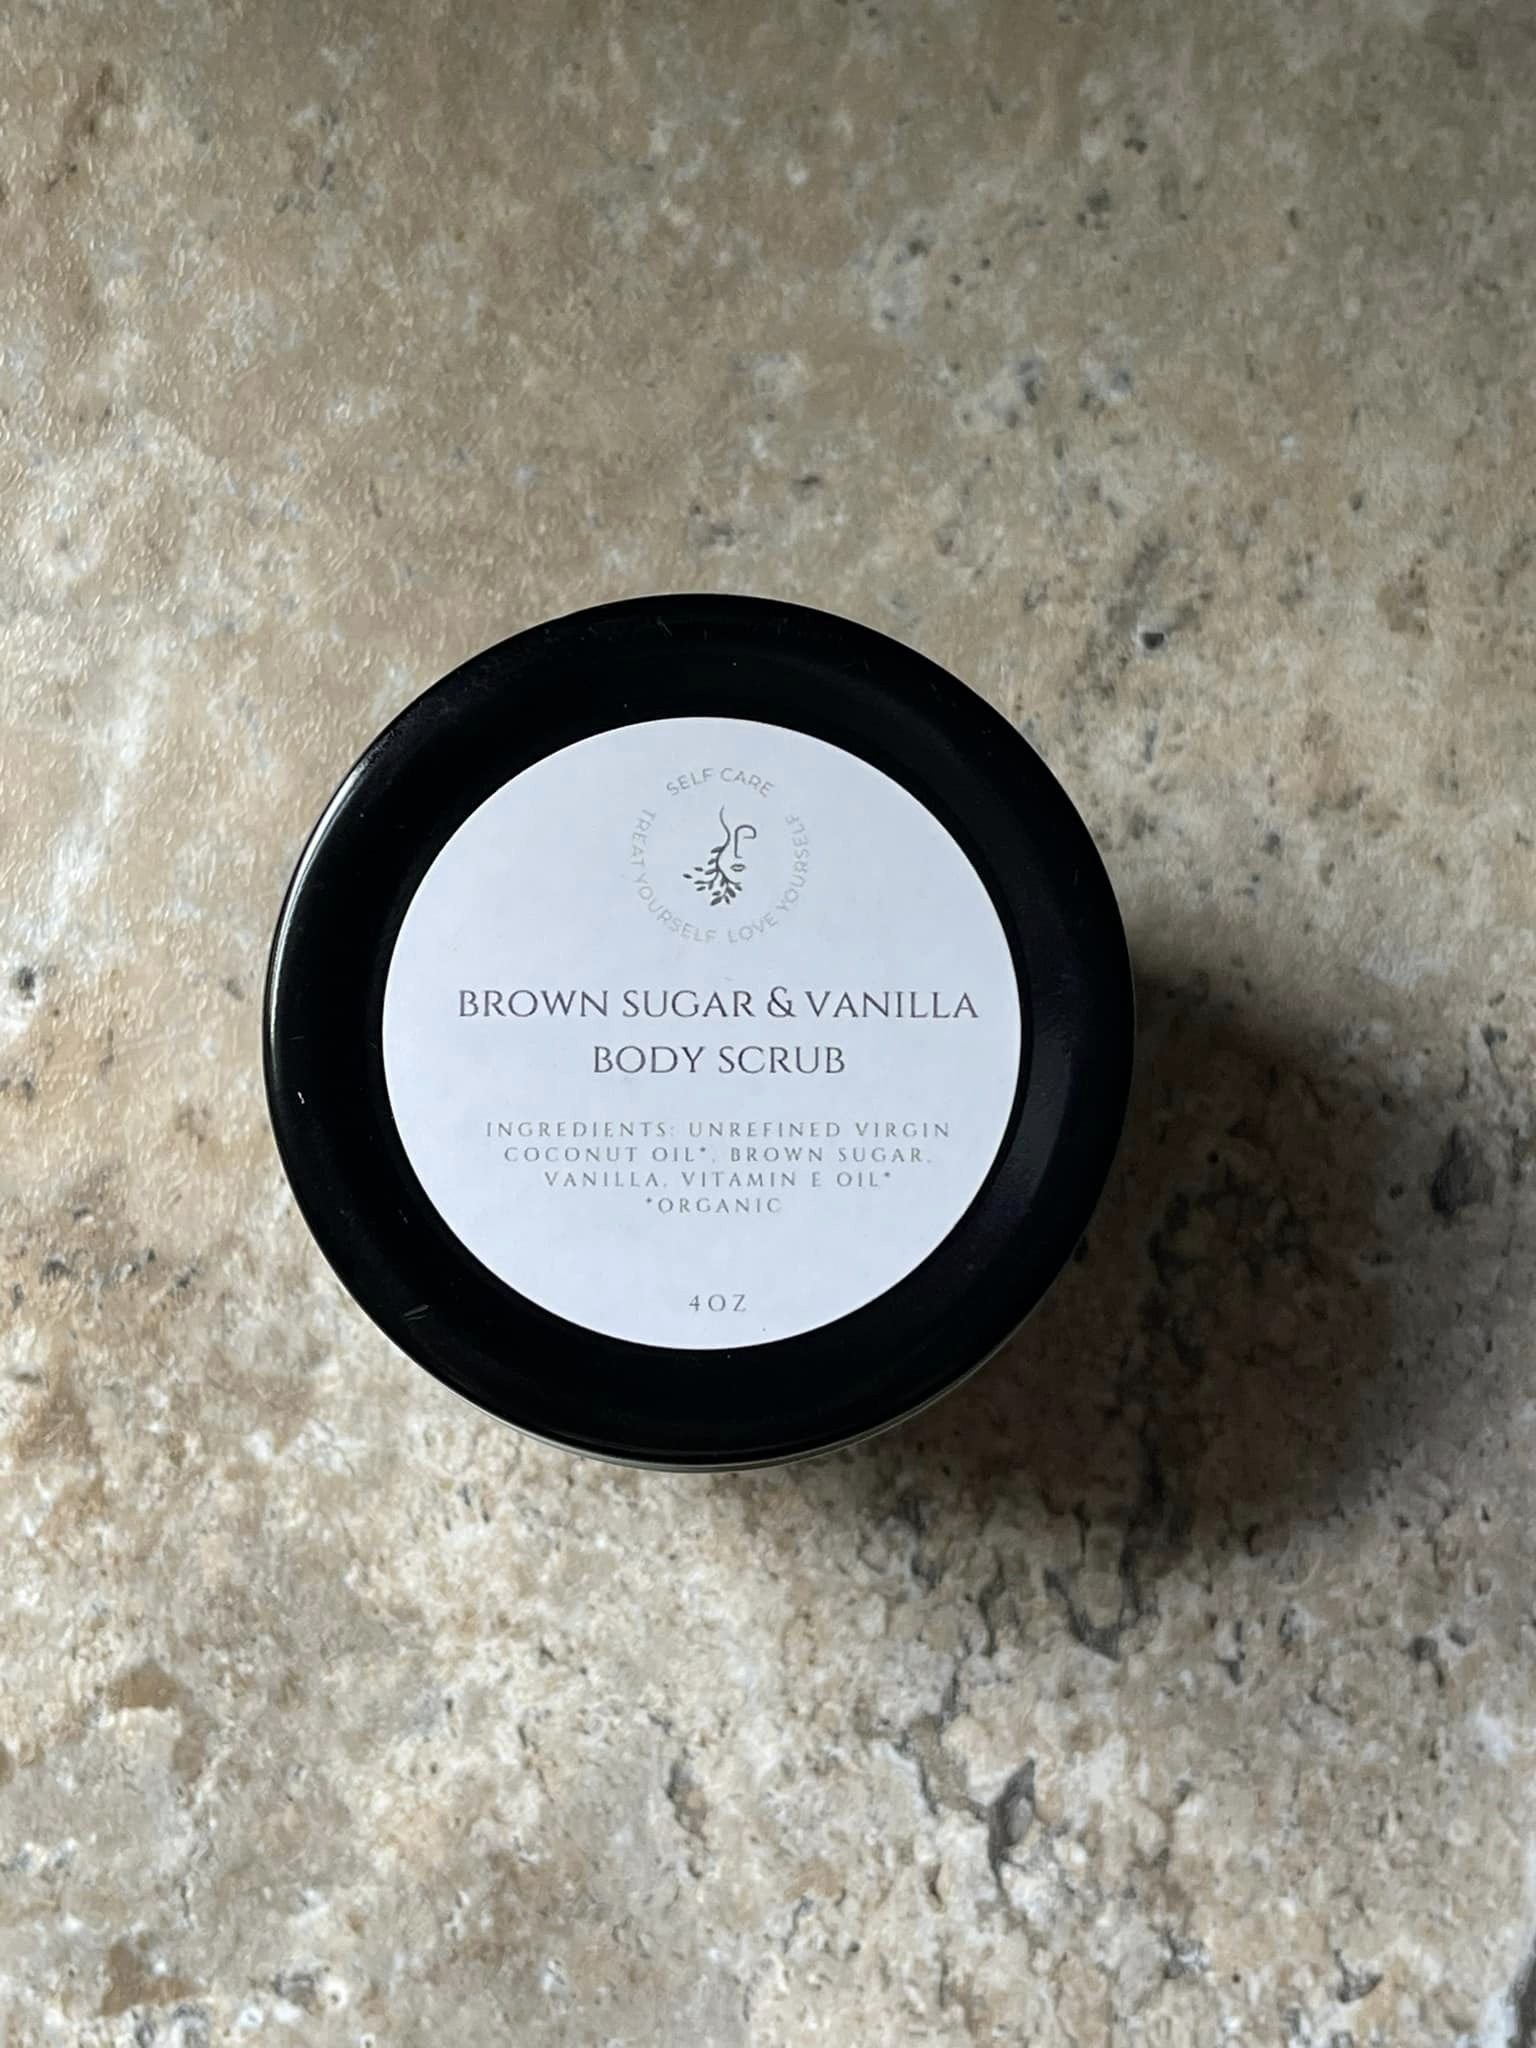 SELF CARE
TREAT YOURSELF
LOVE YOURSELF
BROWN SUGAR & VANILLA
BODY SCRUB
INGREDIENTS: UNREFINED VIRGIN
COCONUT OIL*, BROWN SUGAR,
VANILLA, VITAMIN E OIL*
*ORGANIC
4OZ